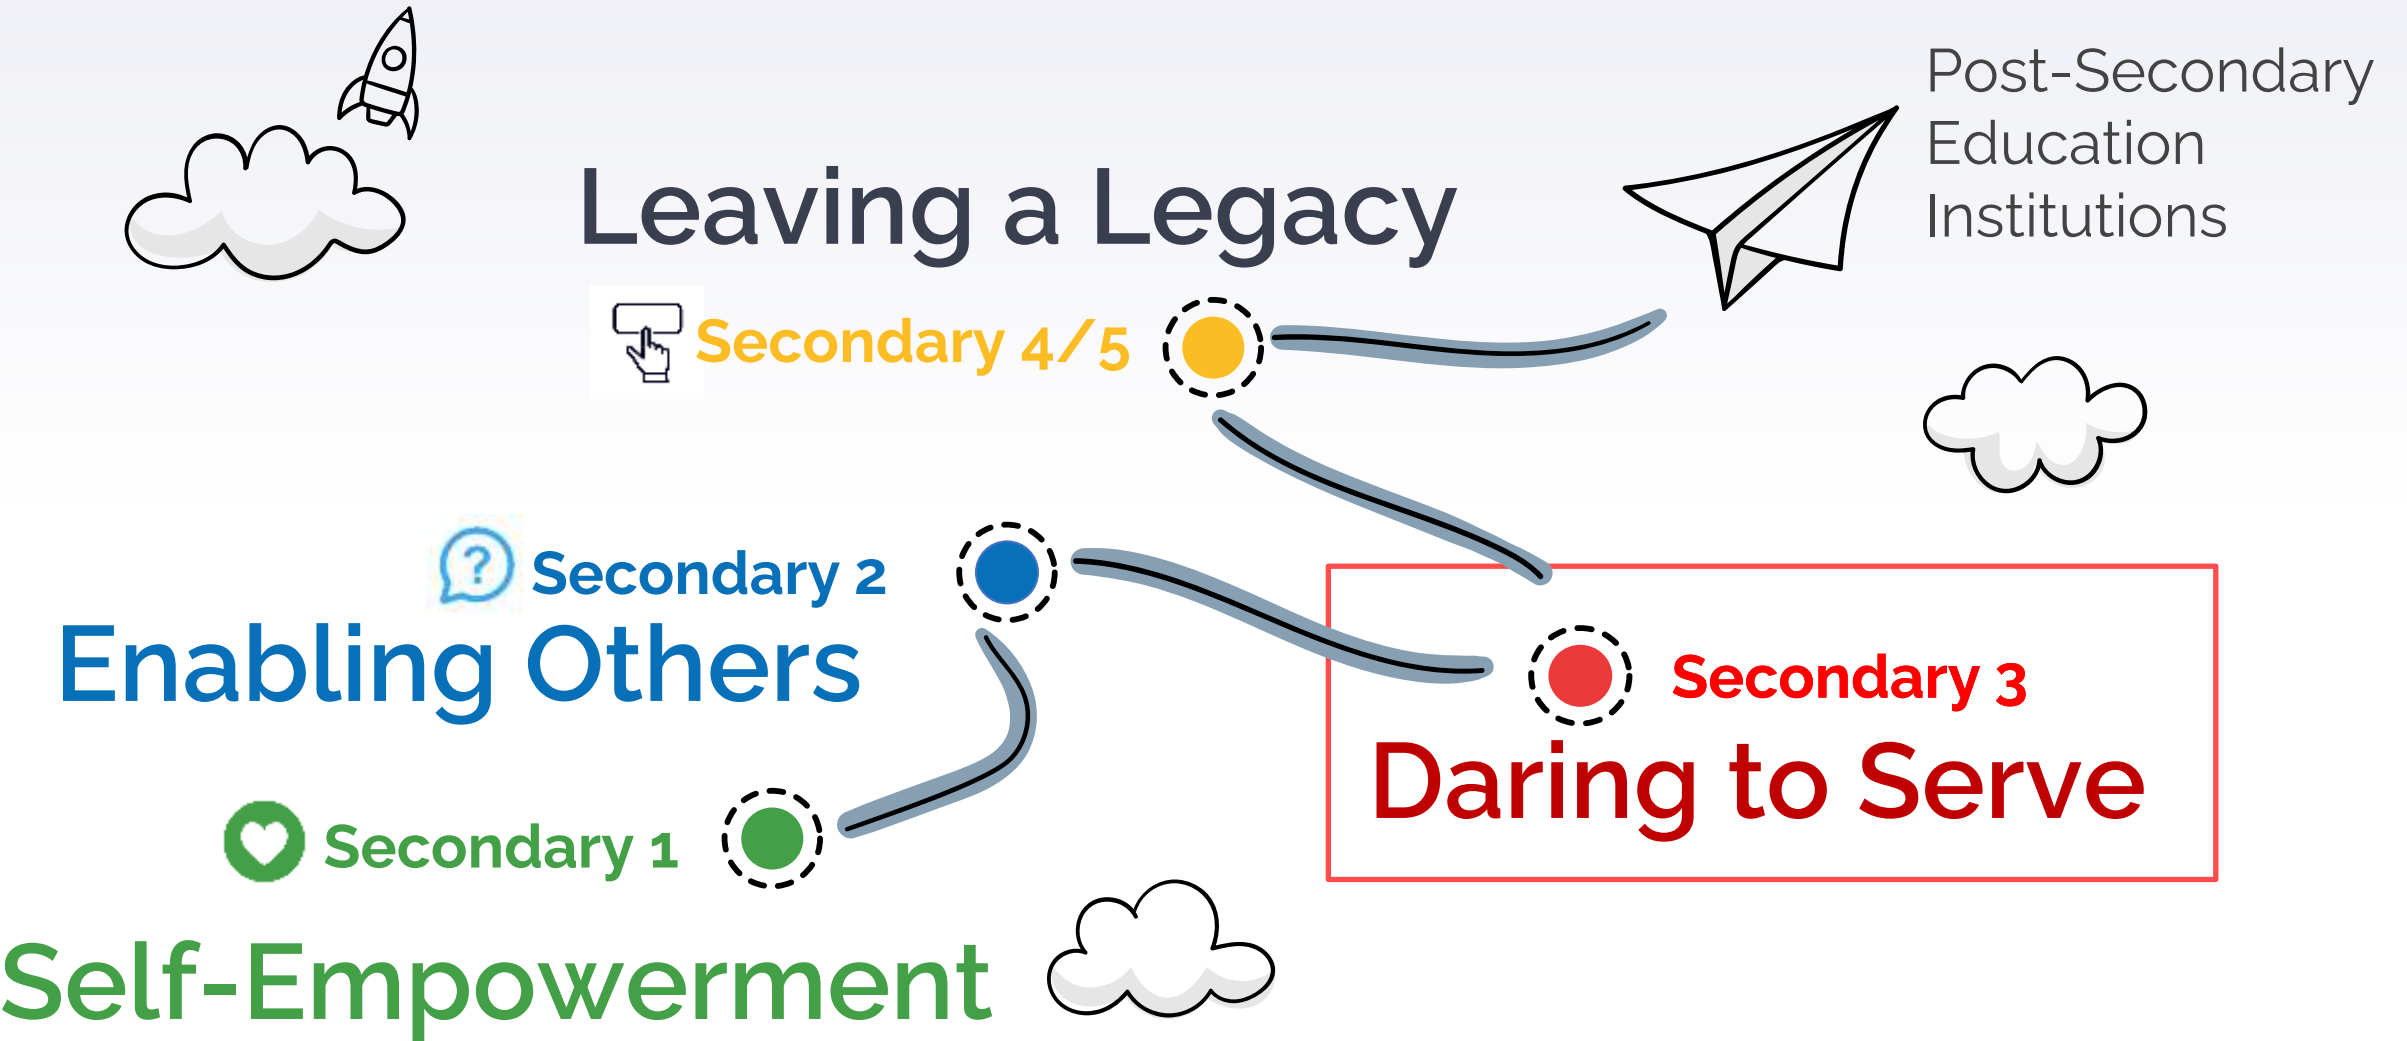 Post-Secondary
Education
Institutions
Leaving a Legacy
Secondary 4/5
?
Secondary 2
Enabling Others
Secondary 3
Daring to Serve
Secondary 1
Self-Empowerment